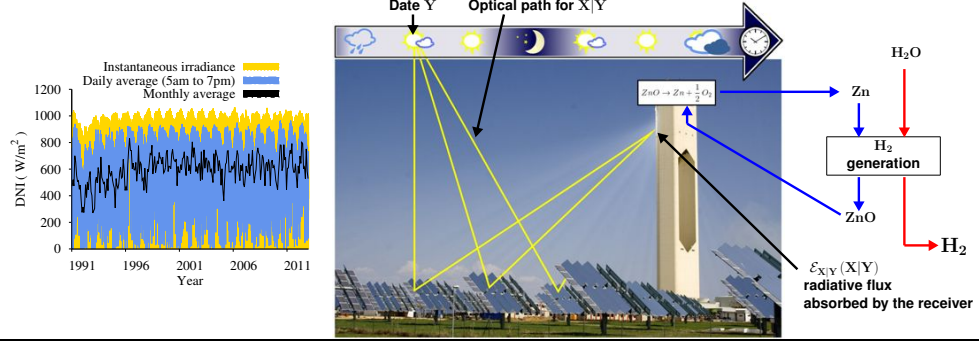 Date Y
Optical path for X|Y
Instantaneous irradiance
Daily average (5am to 7pm)
Monthly average
1200
1000
800
600
400
200
0
DNI ( W/m²)
1991
1996
2001
2006
2011
Year
ZnO → Zn + 1/2 O₂
H₂O
Zn
H₂
generation
ZnO
H₂
ℰ_X|Y(X|Y)
radiative flux
absorbed by the receiver